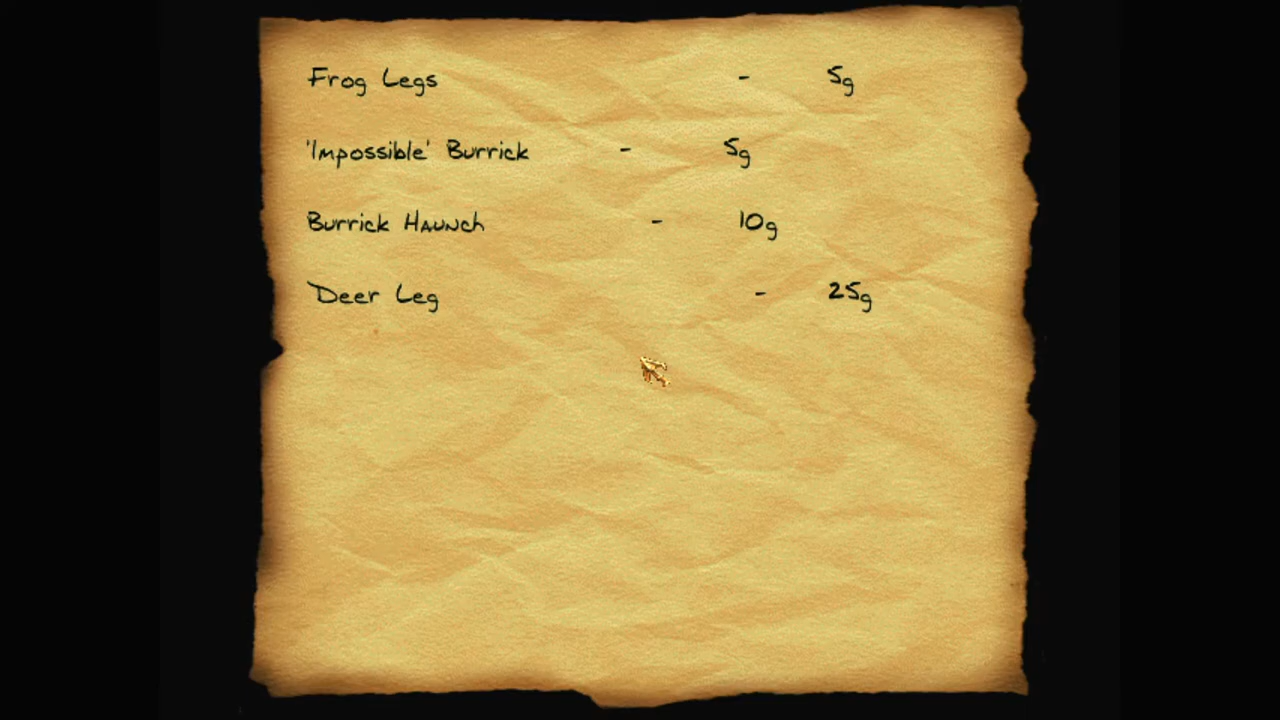 Frog Legs - 5g
'Impossible' Burrick - 5g
Burrick Haunch - 10g
Deer Leg - 25g